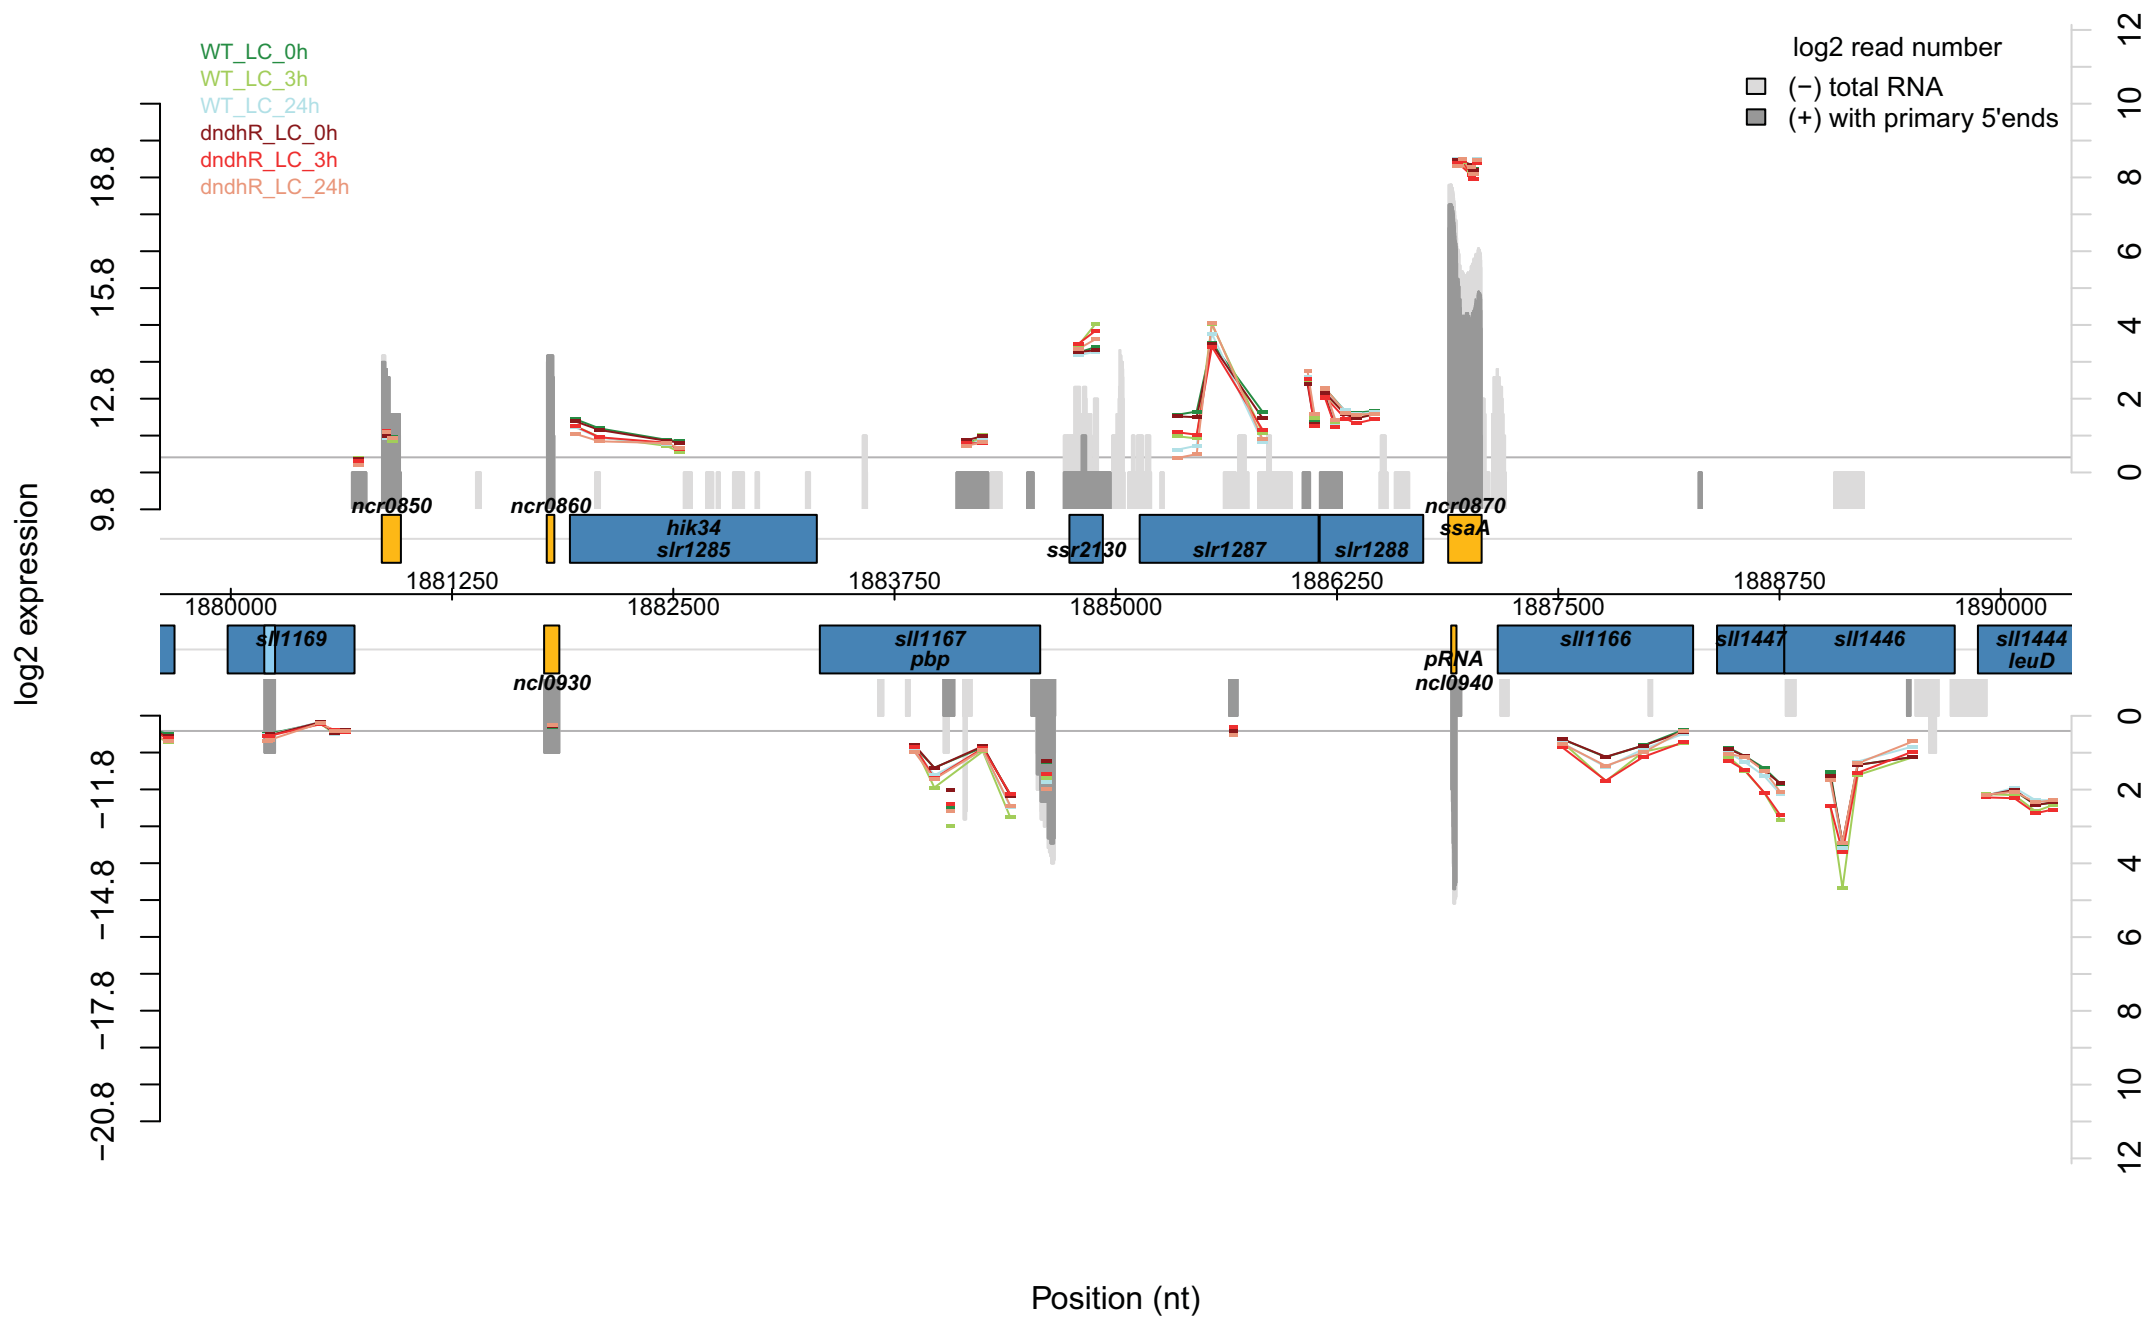 WT_LC_0h
WT_LC_3h
WT_LC_24h
dndhR_LC_0h
dndhR_LC_3h
dndhR_LC_24h
log2 read number
(−) total RNA
(+) with primary 5'ends
log2 expression
18.8
15.8
12.8
9.8
12
10
8
6
4
2
0
ncr0850
ncr0860
hik34
slr1285
ssr2130
slr1287
slr1288
ncr0870
ssaA
1881250
1883750
1886250
1888750
1880000
1882500
1885000
1887500
1890000
sll1169
ncl0930
sll1167
pbp
pRNA
ncl0940
sll1166
sll1447
sll1446
sll1444
leuD
−11.8
−14.8
−17.8
−20.8
0
2
4
6
8
10
12
Position (nt)